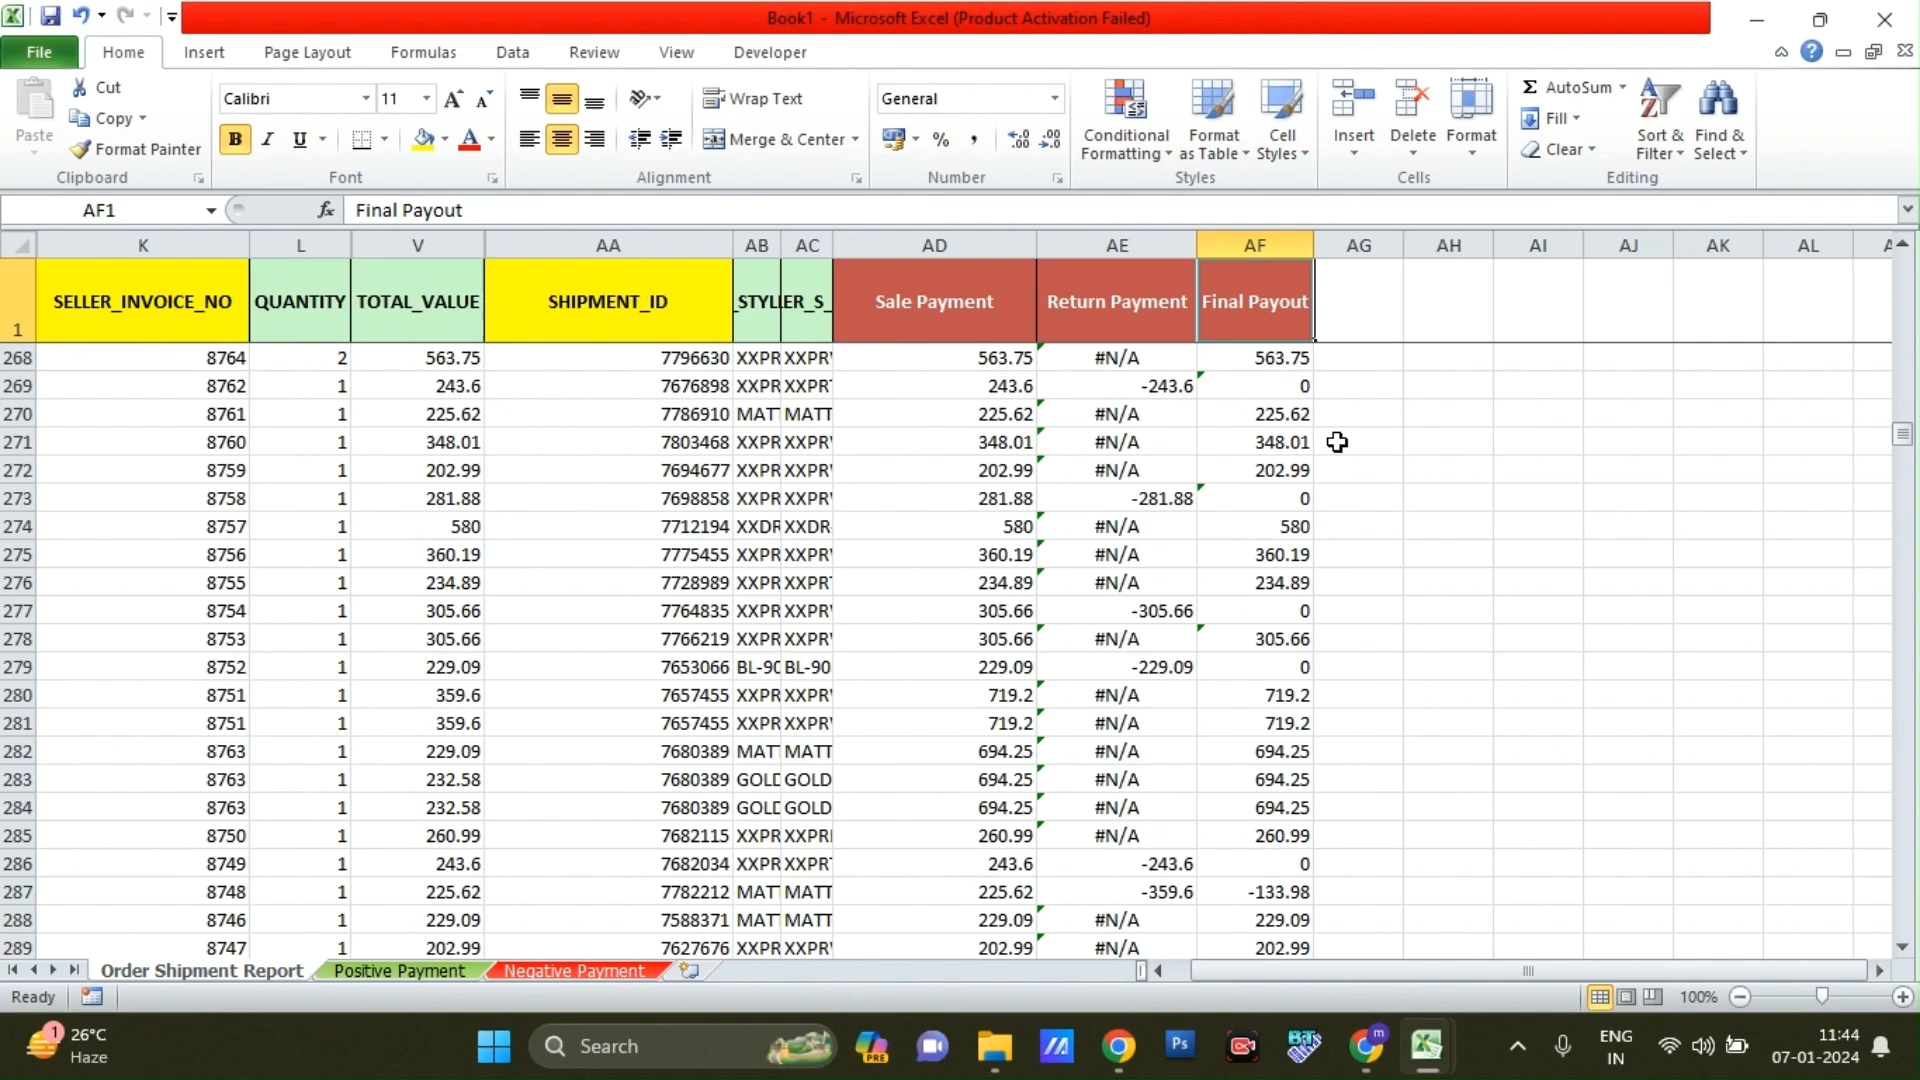 Book1 - Microsoft Excel (Product Activation Failed)
File Home Insert Page Layout Formulas Data Review View Developer
Paste
Cut
Copy
Format Painter
Clipboard
Calibri 11
B I U
Font
Wrap Text
Merge & Center
Alignment
General
% ,
Number
Conditional Formatting
Format as Table
Cell Styles
Styles
Insert Delete Format
Cells
Σ AutoSum
Fill
Clear
Sort & Filter
Find & Select
Editing
AF1 fx Final Payout
K L V AA AB AC AD AE AF AG AH AI AJ AK AL
1 SELLER_INVOICE_NO QUANTITY TOTAL_VALUE SHIPMENT_ID _STYL ER_S_ Sale Payment Return Payment Final Payout
268 8764 2 563.75 7796630 XXPR XXPR 563.75 #N/A 563.75
269 8762 1 243.6 7676898 XXPR XXPR 243.6 -243.6 0
270 8761 1 225.62 7786910 MAT MATT 225.62 #N/A 225.62
271 8760 1 348.01 7803468 XXPR XXPR 348.01 #N/A 348.01
272 8759 1 202.99 7694677 XXPR XXPR 202.99 #N/A 202.99
273 8758 1 281.88 7698858 XXPR XXPR 281.88 -281.88 0
274 8757 1 580 7712194 XXDR XXDR 580 #N/A 580
275 8756 1 360.19 7775455 XXPR XXPR 360.19 #N/A 360.19
276 8755 1 234.89 7728989 XXPR XXPR 234.89 #N/A 234.89
277 8754 1 305.66 7764835 XXPR XXPR 305.66 -305.66 0
278 8753 1 305.66 7766219 XXPR XXPR 305.66 #N/A 305.66
279 8752 1 229.09 7653066 BL-90 BL-90 229.09 -229.09 0
280 8751 1 359.6 7657455 XXPR XXPR 719.2 #N/A 719.2
281 8751 1 359.6 7657455 XXPR XXPR 719.2 #N/A 719.2
282 8763 1 229.09 7680389 MAT MATT 694.25 #N/A 694.25
283 8763 1 232.58 7680389 GOLD GOLD 694.25 #N/A 694.25
284 8763 1 232.58 7680389 GOLD GOLD 694.25 #N/A 694.25
285 8750 1 260.99 7682115 XXPR XXPR 260.99 #N/A 260.99
286 8749 1 243.6 7682034 XXPR XXPR 243.6 -243.6 0
287 8748 1 225.62 7782212 MAT MATT 225.62 -359.6 -133.98
288 8746 1 229.09 7588371 MAT MATT 229.09 #N/A 229.09
289 8747 1 202.99 7627676 XXPR XXPR 202.99 #N/A 202.99
Order Shipment Report Positive Payment Negative Payment
Ready 100%
1 26°C
Haze
Search
PRE
Ps
m
ENG
IN
11:44
07-01-2024